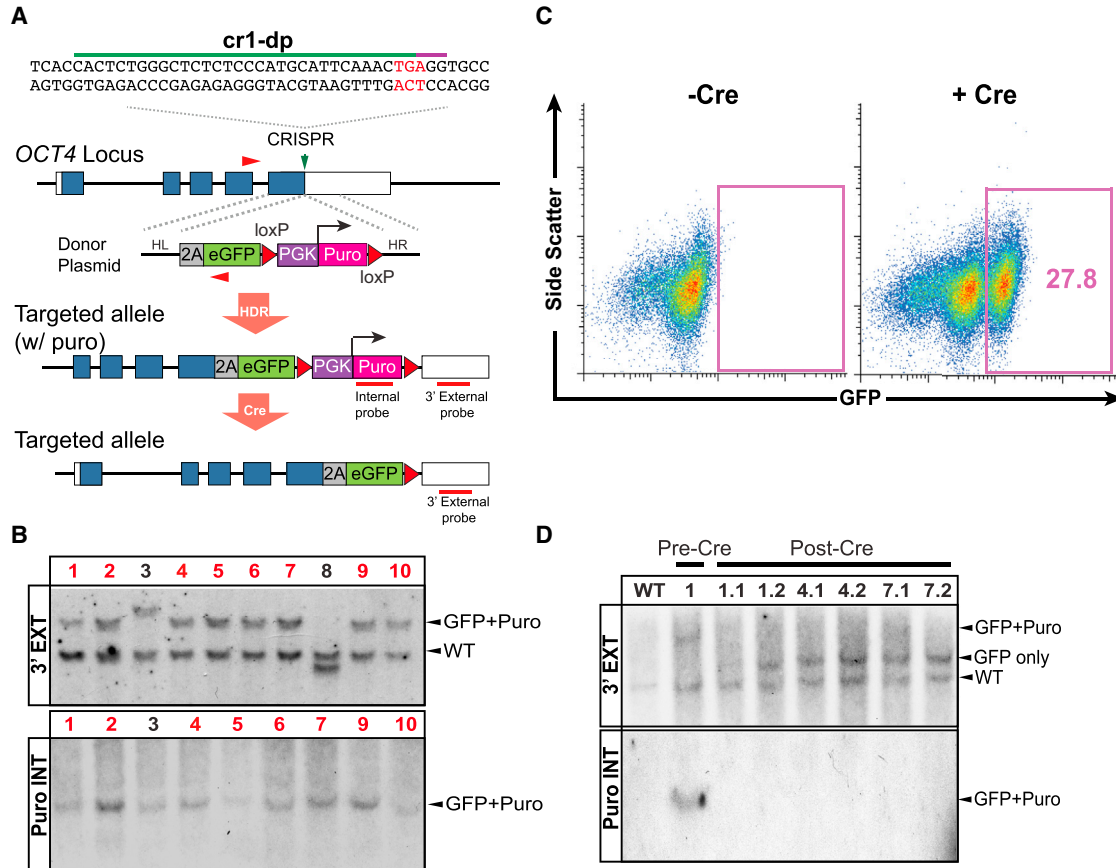 A
cr1-dp
TCACCACTCTGGGCTCTCTCCCATGCATTCAAACTGAGGTGCC
AGTGGTGAGACCCGAGAGAGGGTACGTAAGTTTGACTCCACGG
CRISPR
OCT4 Locus
loxP
Donor
Plasmid
HL
2A
eGFP
PGK
Puro
HR
loxP
HDR
Targeted allele
(w/ puro)
2A
eGFP
PGK
Puro
Internal
probe
3' External
probe
Cre
Targeted allele
2A
eGFP
3' External
probe
B
1 2 3 4 5 6 7 8 9 10
3' EXT
GFP+Puro
WT
1 2 3 4 5 6 7 9 10
Puro INT
GFP+Puro
C
-Cre
+ Cre
Side Scatter
27.8
GFP
D
Pre-Cre
Post-Cre
WT 1 1.1 1.2 4.1 4.2 7.1 7.2
3' EXT
GFP+Puro
GFP only
WT
Puro INT
GFP+Puro